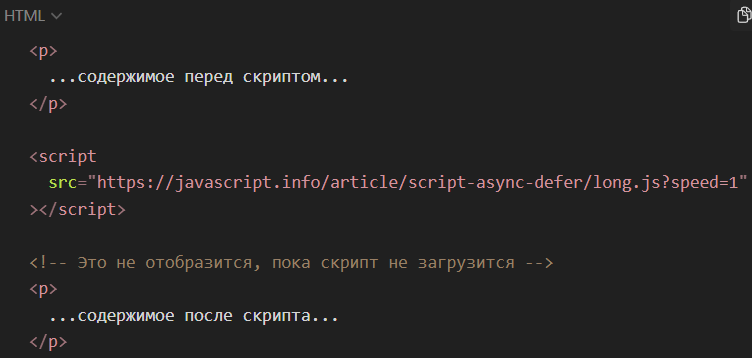 HTML
<p>
...содержимое перед скриптом...
</p>
<script
src="https://javascript.info/article/script-async-defer/long.js?speed=1"
></script>
<!-- Это не отобразится, пока скрипт не загрузится -->
<p>
...содержимое после скрипта...
</p>